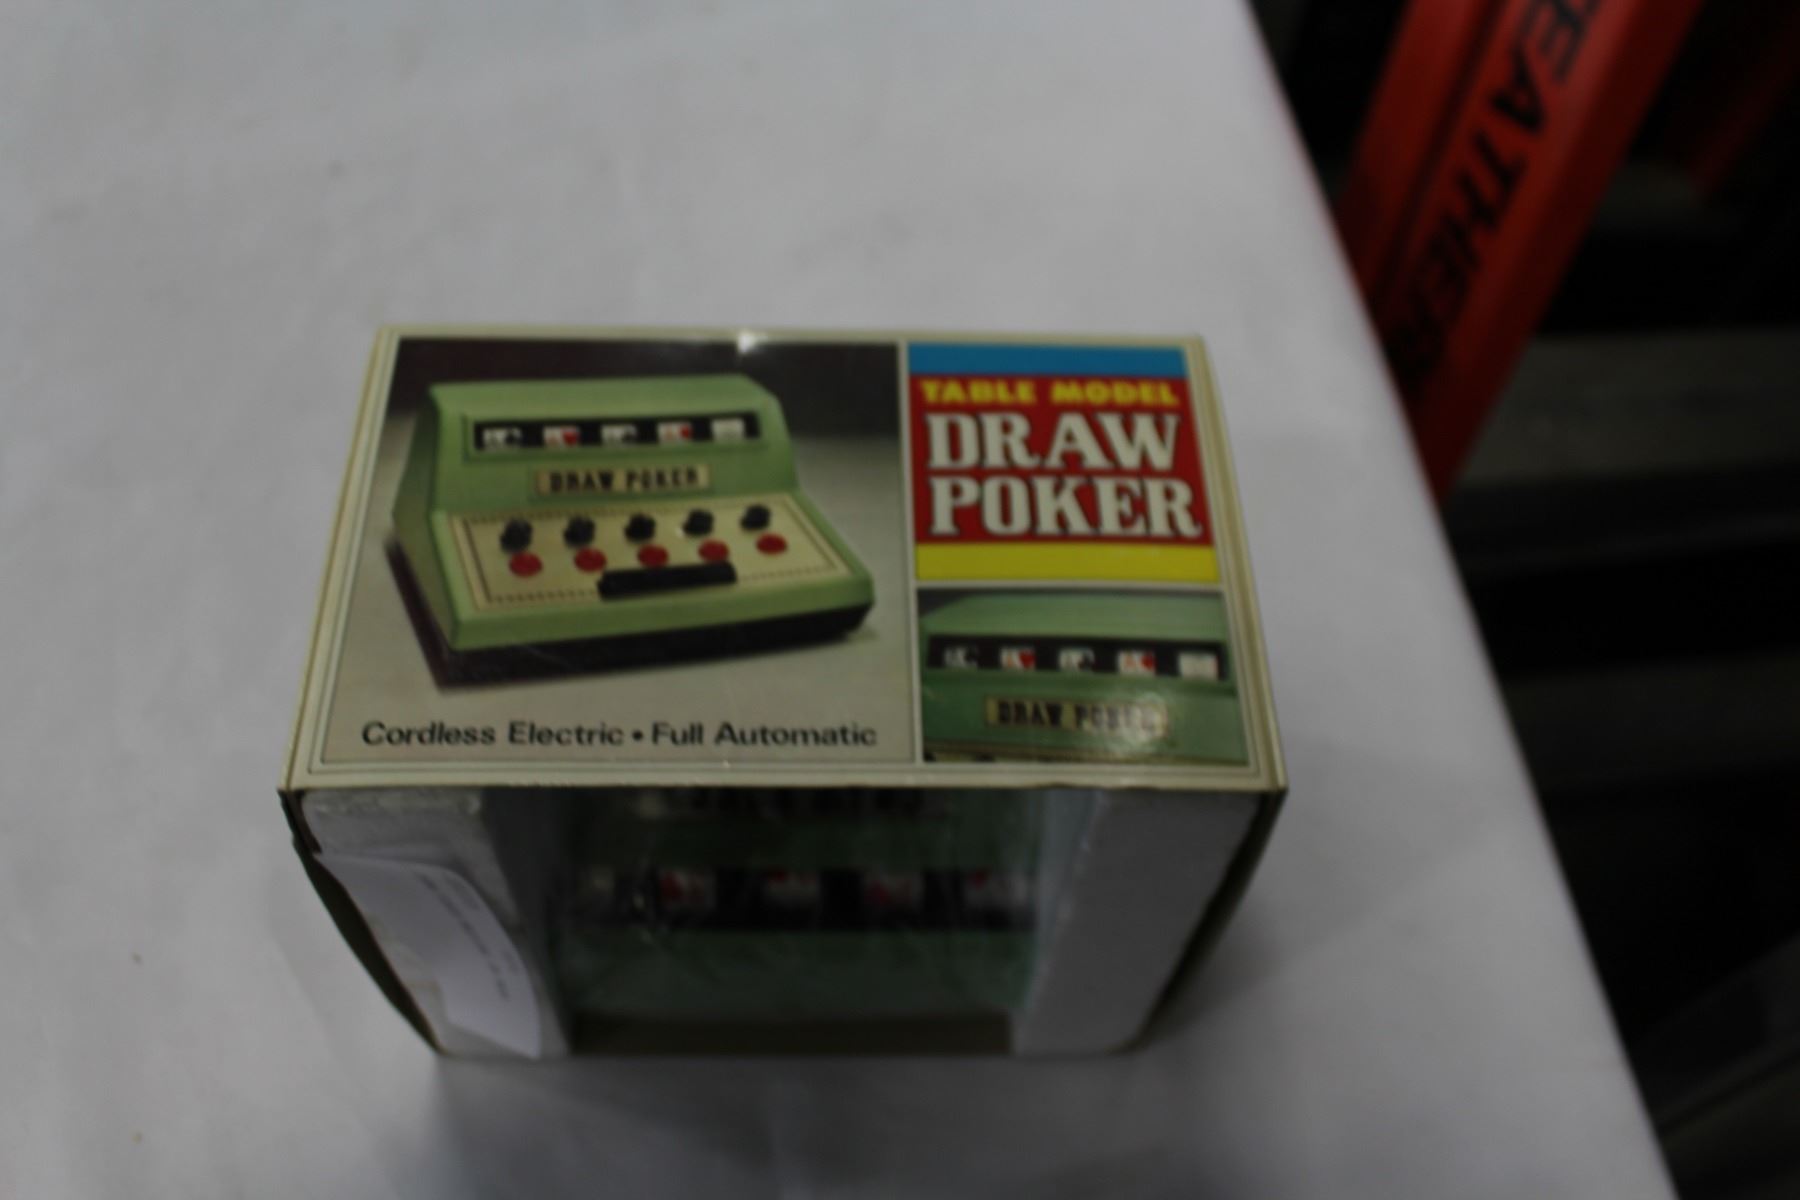 TABLE MODEL
DRAW
POKER
DRAW POKER
Cordless Electric • Full Automatic
DRAW POKER